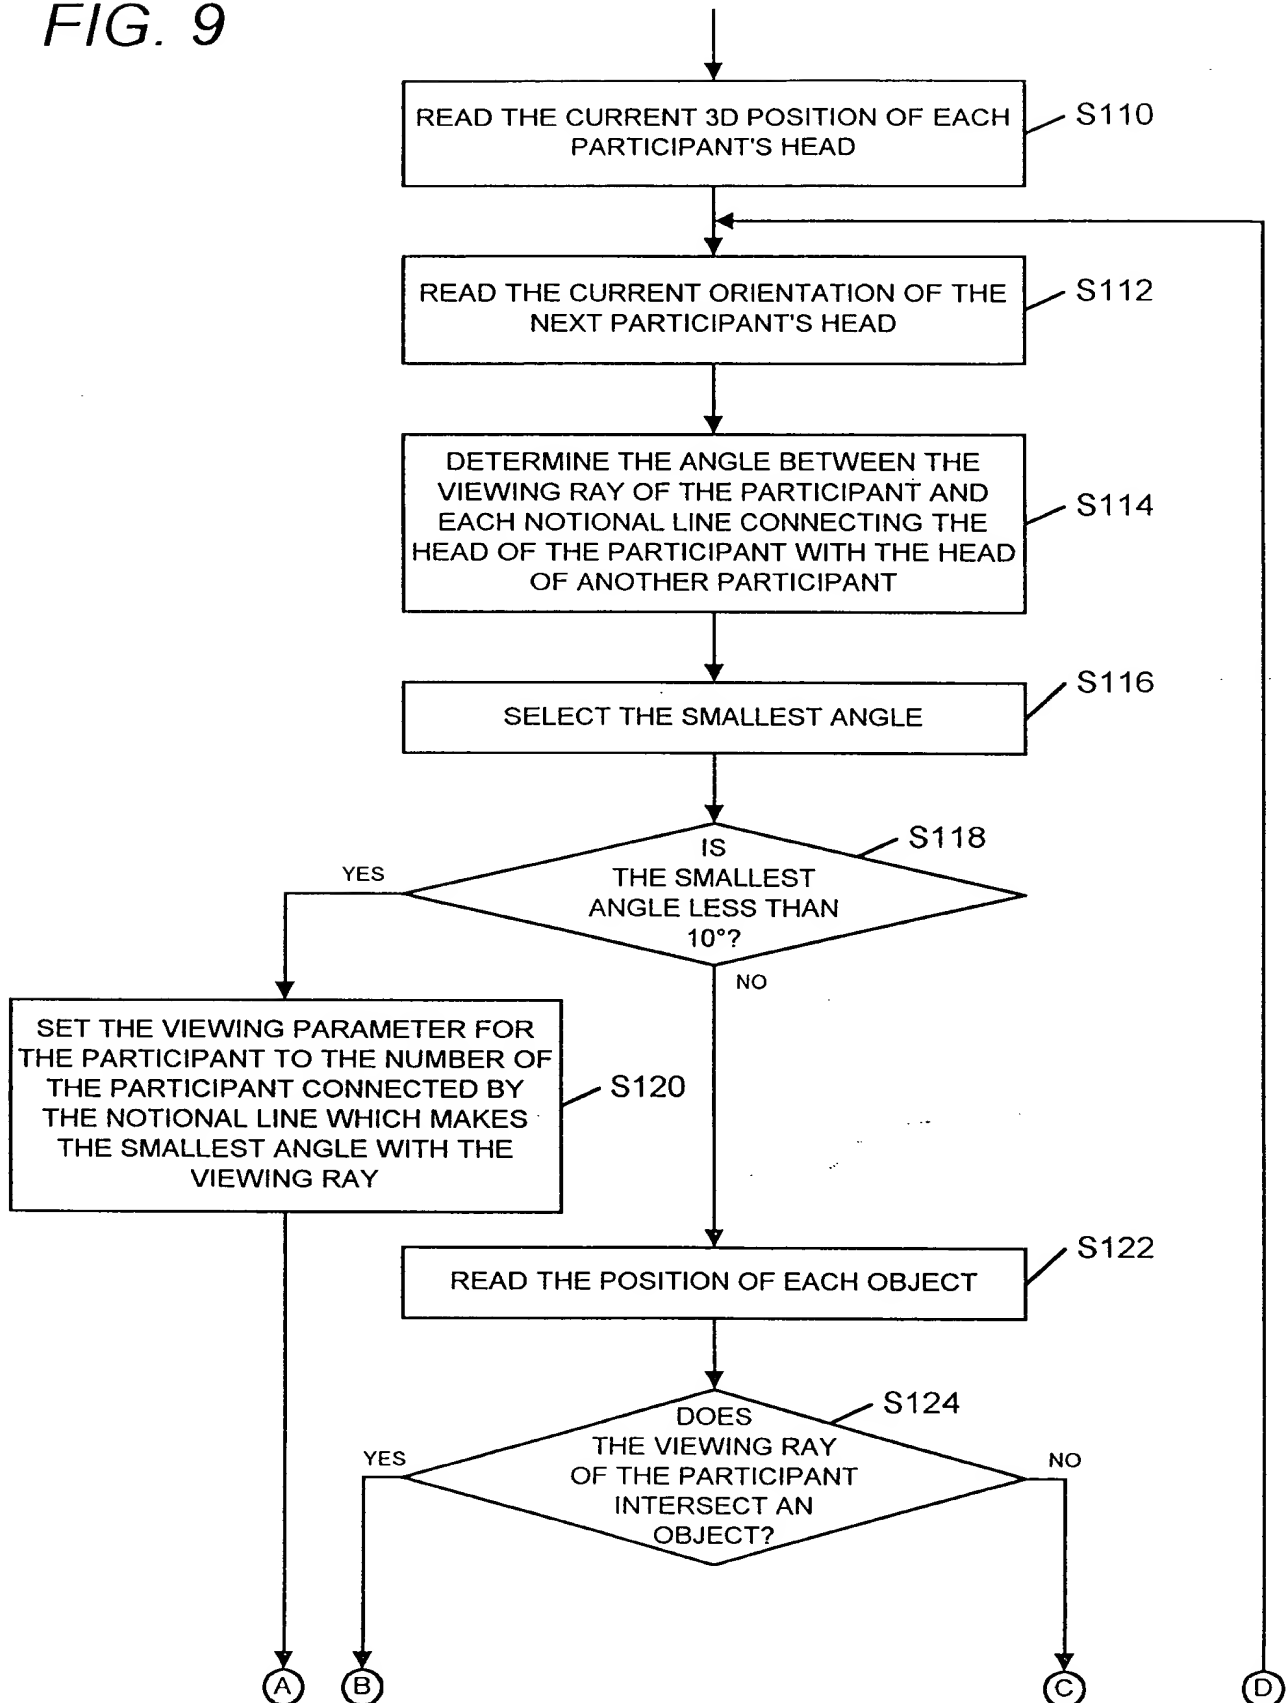 FIG. 9
READ THE CURRENT 3D POSITION OF EACH
PARTICIPANT'S HEAD
S110
READ THE CURRENT ORIENTATION OF THE
NEXT PARTICIPANT'S HEAD
S112
DETERMINE THE ANGLE BETWEEN THE
VIEWING RAY OF THE PARTICIPANT AND
EACH NOTIONAL LINE CONNECTING THE
HEAD OF THE PARTICIPANT WITH THE HEAD
OF ANOTHER PARTICIPANT
S114
SELECT THE SMALLEST ANGLE
S116
IS
THE SMALLEST
ANGLE LESS THAN
10°?
S118
YES
NO
SET THE VIEWING PARAMETER FOR
THE PARTICIPANT TO THE NUMBER OF
THE PARTICIPANT CONNECTED BY
THE NOTIONAL LINE WHICH MAKES
THE SMALLEST ANGLE WITH THE
VIEWING RAY
S120
READ THE POSITION OF EACH OBJECT
S122
DOES
THE VIEWING RAY
OF THE PARTICIPANT
INTERSECT AN
OBJECT?
S124
YES
NO
A
B
C
D